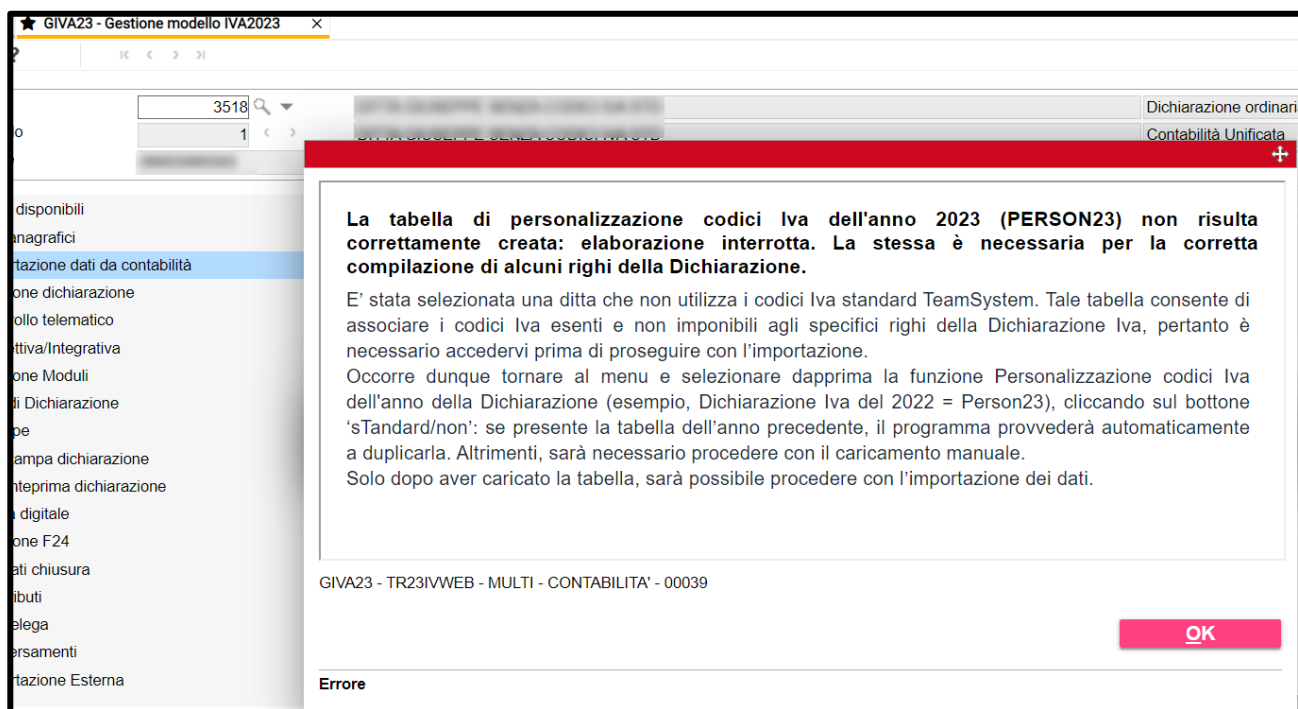 GIVA23 - Gestione modello IVA2023
?
3518
Dichiarazione ordinari
o
1
Contabilità Unificata
La tabella di personalizzazione codici Iva dell'anno 2023 (PERSON23) non risulta
correttamente creata: elaborazione interrotta. La stessa è necessaria per la corretta
compilazione di alcuni righi della Dichiarazione.
E' stata selezionata una ditta che non utilizza i codici Iva standard TeamSystem. Tale tabella consente di
associare i codici Iva esenti e non imponibili agli specifici righi della Dichiarazione Iva, pertanto è
necessario accedervi prima di proseguire con l'importazione.
Occorre dunque tornare al menu e selezionare dapprima la funzione Personalizzazione codici Iva
dell'anno della Dichiarazione (esempio, Dichiarazione Iva del 2022 = Person23), cliccando sul bottone
'sTandard/non': se presente la tabella dell'anno precedente, il programma provvederà automaticamente
a duplicarla. Altrimenti, sarà necessario procedere con il caricamento manuale.
Solo dopo aver caricato la tabella, sarà possibile procedere con l'importazione dei dati.
GIVA23 - TR23IVWEB - MULTI - CONTABILITA' - 00039
OK
Errore
disponibili
anagrafici
rtazione dati da contabilità
one dichiarazione
rollo telematico
ettiva/Integrativa
one Moduli
di Dichiarazione
pe
tampa dichiarazione
nteprima dichiarazione
a digitale
one F24
ati chiusura
ributi
elega
ersamenti
rtazione Esterna